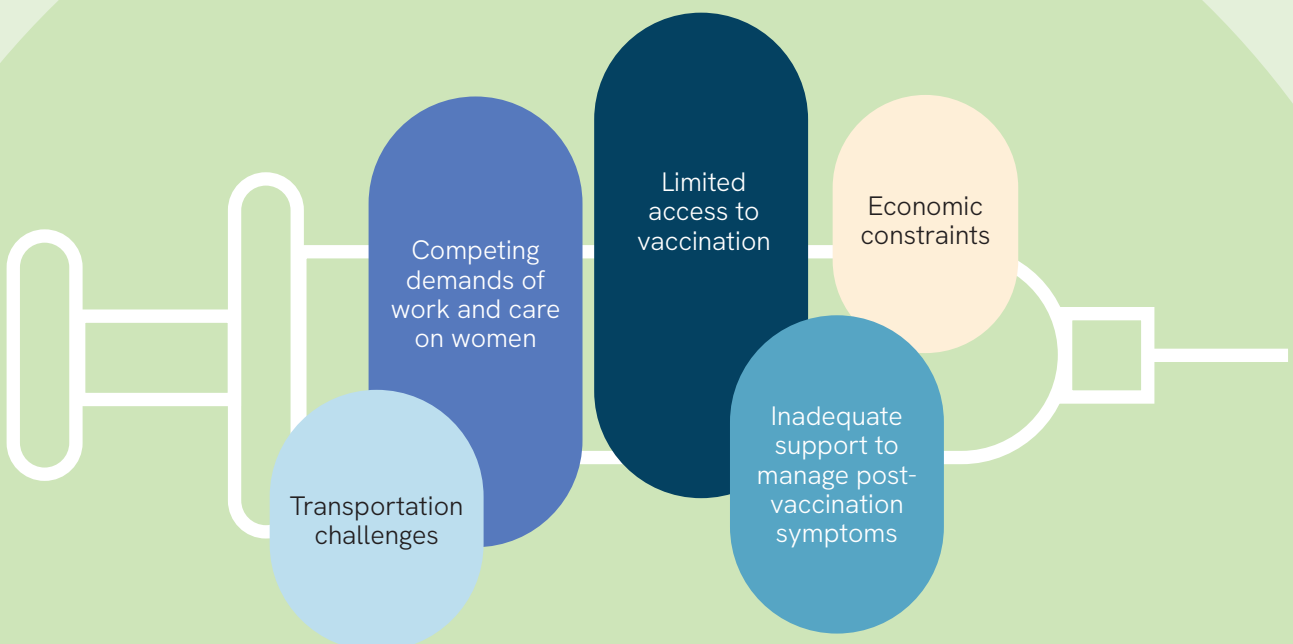 Competing
demands of
work and care
on women
Limited
access to
vaccination
Economic
constraints
Transportation
challenges
Inadequate
support to
manage post-
vaccination
symptoms